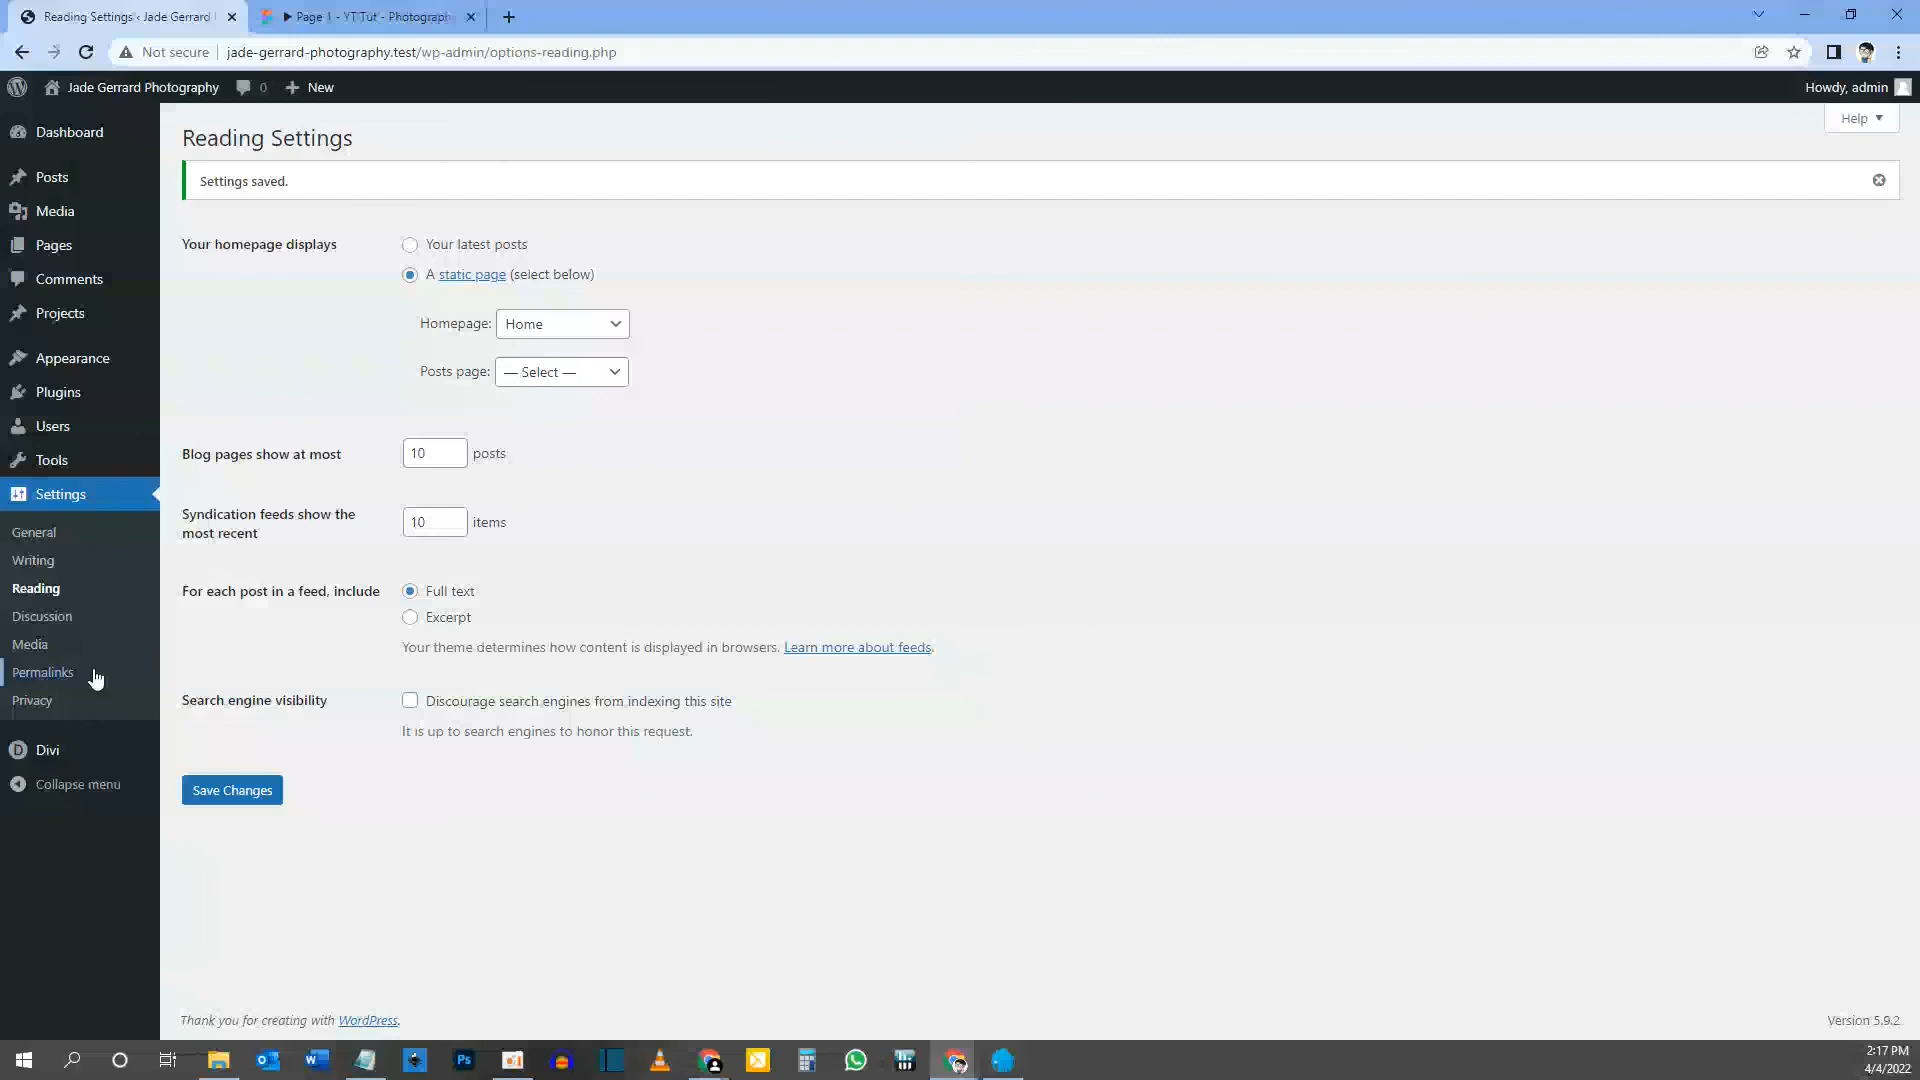 Reading Settings ‹ Jade Gerrard
▶ Page 1 - YT Tut - Photograph
Not secure
jade-gerrard-photography.test/wp-admin/options-reading.php
Jade Gerrard Photography
0
New
Howdy, admin
Help ▼
Dashboard
Posts
Media
Pages
Comments
Projects
Appearance
Plugins
Users
Tools
Settings
General
Writing
Reading
Discussion
Media
Permalinks
Privacy
Divi
Collapse menu
Reading Settings
Settings saved.
Your homepage displays
Your latest posts
A static page (select below)
Homepage: Home
Posts page: — Select —
Blog pages show at most
10 posts
Syndication feeds show the
most recent
10 items
For each post in a feed, include
Full text
Excerpt
Your theme determines how content is displayed in browsers. Learn more about feeds.
Search engine visibility
Discourage search engines from indexing this site
It is up to search engines to honor this request.
Save Changes
Thank you for creating with WordPress.
Version 5.9.2
2:17 PM
4/4/2022